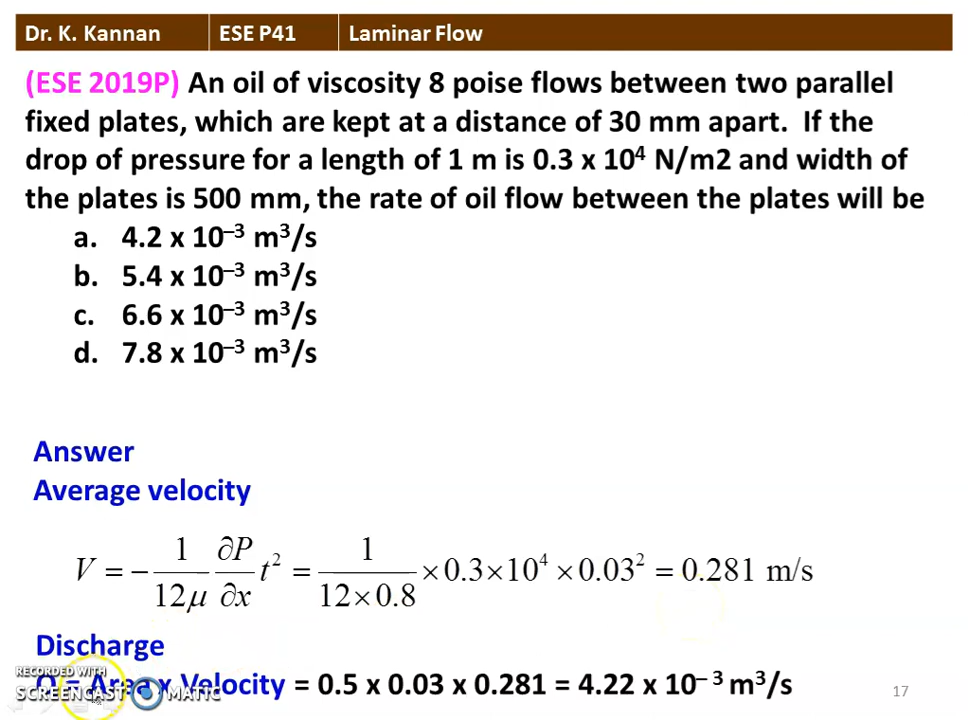 Dr. K. Kannan ESE P41 Laminar Flow
(ESE 2019P) An oil of viscosity 8 poise flows between two parallel
fixed plates, which are kept at a distance of 30 mm apart. If the
drop of pressure for a length of 1 m is 0.3 x 10⁴ N/m2 and width of
the plates is 500 mm, the rate of oil flow between the plates will be
a. 4.2 x 10⁻³ m³/s
b. 5.4 x 10⁻³ m³/s
c. 6.6 x 10⁻³ m³/s
d. 7.8 x 10⁻³ m³/s
Answer
Average velocity
V = − 1/12μ ∂P/∂x t² = 1/12 × 0.8 × 0.3 × 10⁴ × 0.03² = 0.281 m/s
Discharge
Q = Area x Velocity = 0.5 x 0.03 x 0.281 = 4.22 x 10⁻ ³ m³/s
RECORDED WITH
SCREENCAST MATIC
17